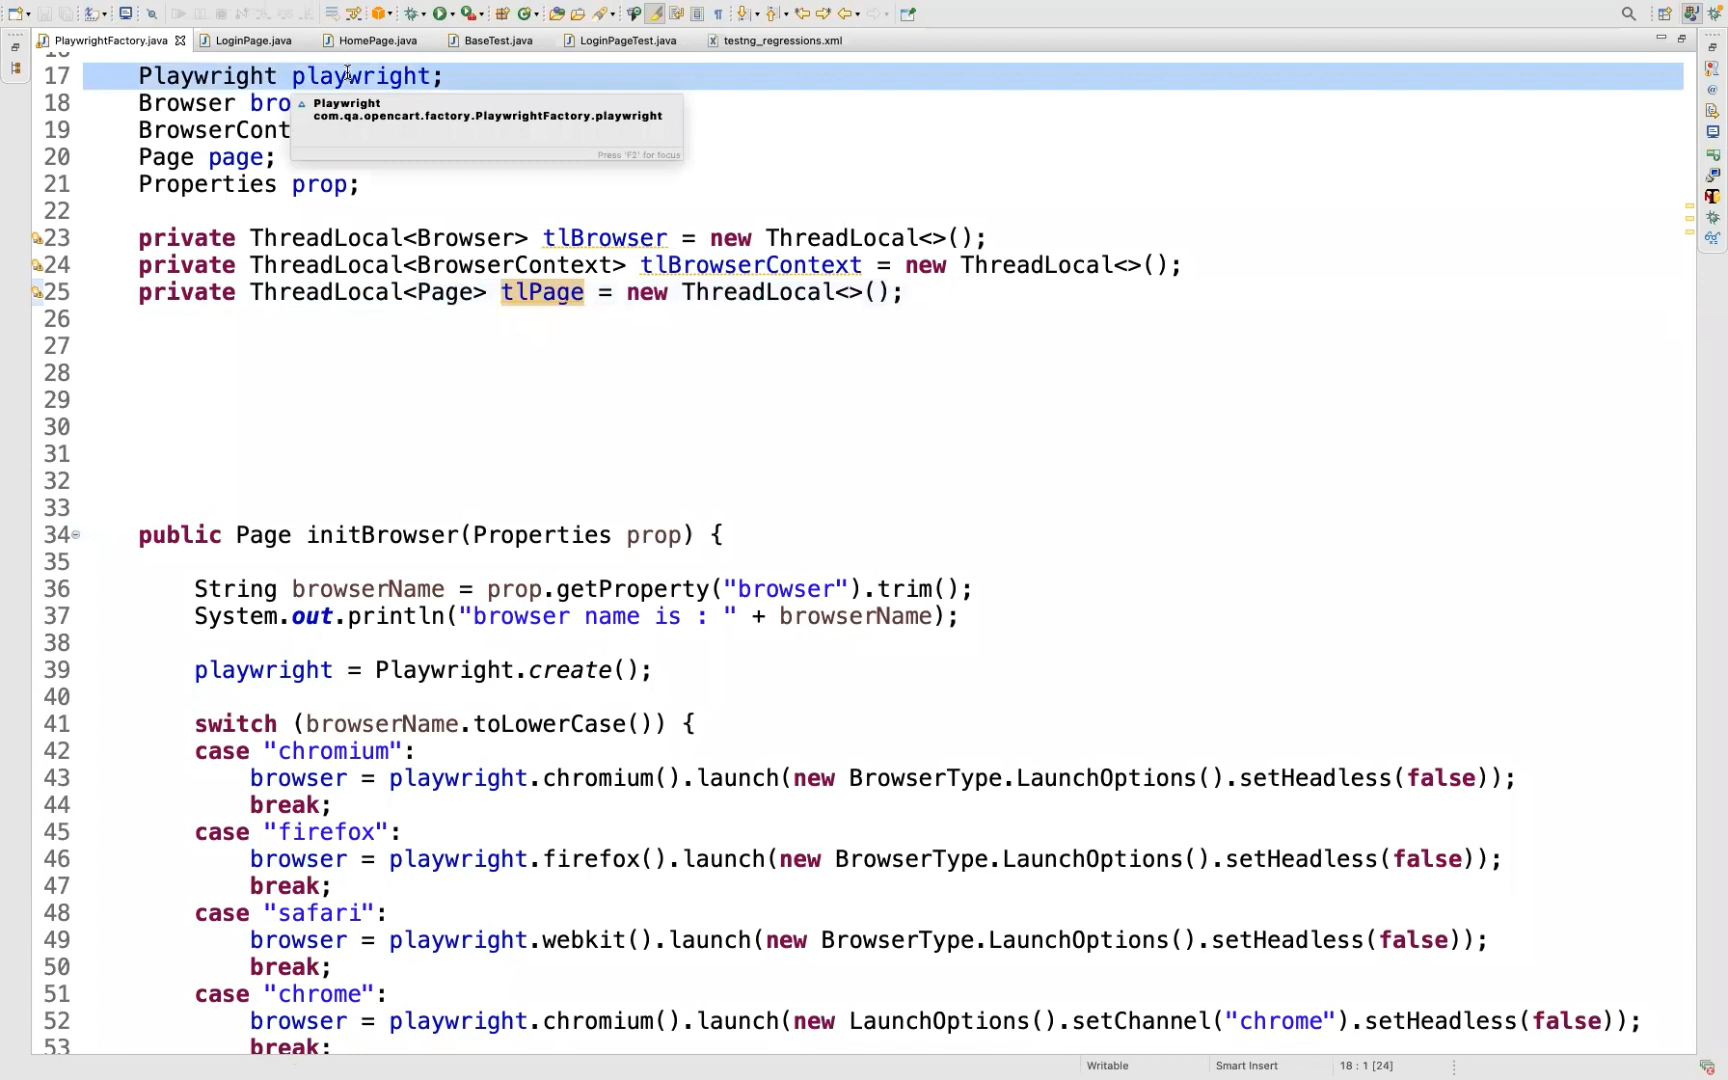 PlaywrightFactory.java LoginPage.java HomePage.java BaseTest.java LoginPageTest.java testng_regressions.xml
17 Playwright playwright;
18 Browser bro
Playwright
com.qa.opencart.factory.PlaywrightFactory.playwright
19 BrowserCont
Press 'F2' for focus
20 Page page;
21 Properties prop;
22
23 private ThreadLocal<Browser> tlBrowser = new ThreadLocal<>();
24 private ThreadLocal<BrowserContext> tlBrowserContext = new ThreadLocal<>();
25 private ThreadLocal<Page> tlPage = new ThreadLocal<>();
26
27
28
29
30
31
32
33
34 public Page initBrowser(Properties prop) {
35
36 String browserName = prop.getProperty("browser").trim();
37 System.out.println("browser name is : " + browserName);
38
39 playwright = Playwright.create();
40
41 switch (browserName.toLowerCase()) {
42 case "chromium":
43 browser = playwright.chromium().launch(new BrowserType.LaunchOptions().setHeadless(false));
44 break;
45 case "firefox":
46 browser = playwright.firefox().launch(new BrowserType.LaunchOptions().setHeadless(false));
47 break;
48 case "safari":
49 browser = playwright.webkit().launch(new BrowserType.LaunchOptions().setHeadless(false));
50 break;
51 case "chrome":
52 browser = playwright.chromium().launch(new LaunchOptions().setChannel("chrome").setHeadless(false));
53 break;
Writable Smart Insert 18 : 1 [24]